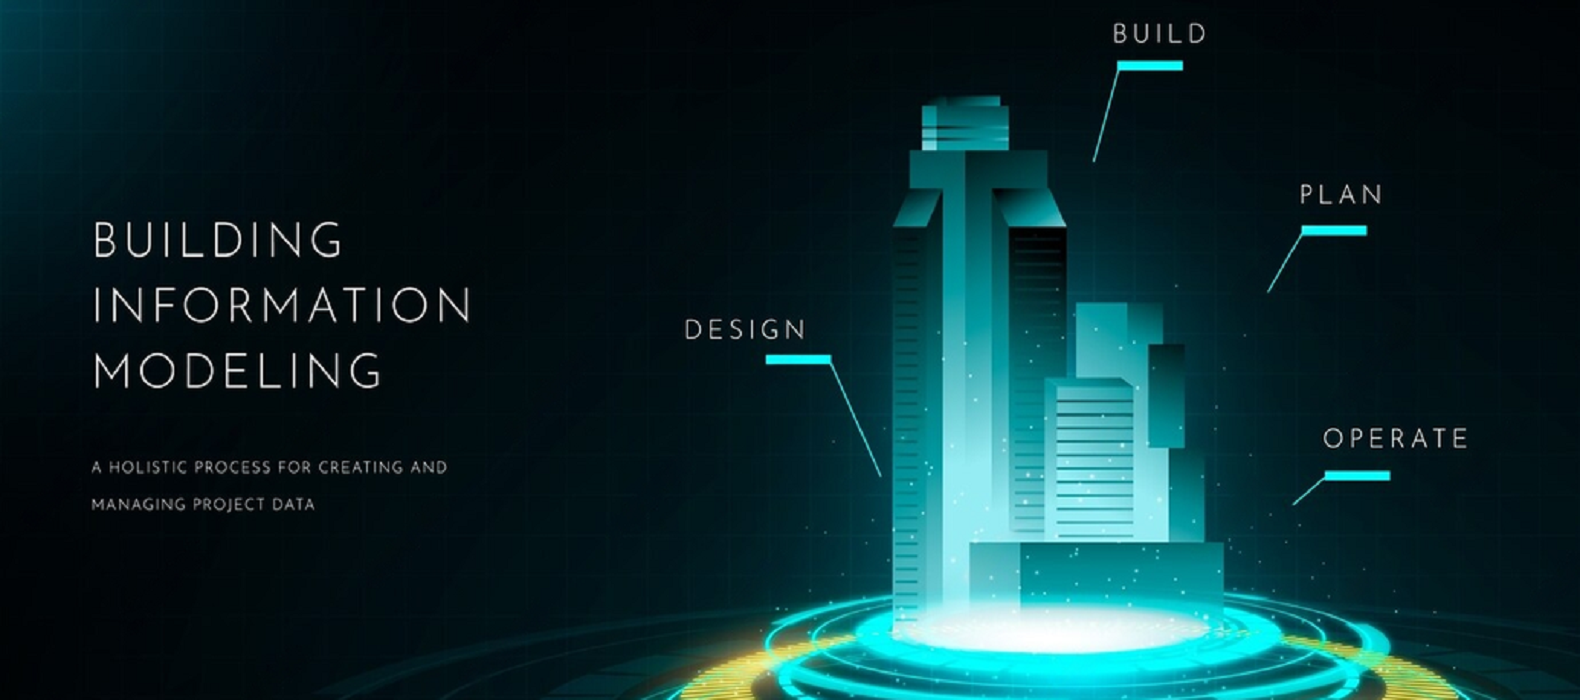 BUILDING
INFORMATION
MODELING
A HOLISTIC PROCESS FOR CREATING AND
MANAGING PROJECT DATA
BUILD
PLAN
DESIGN
OPERATE